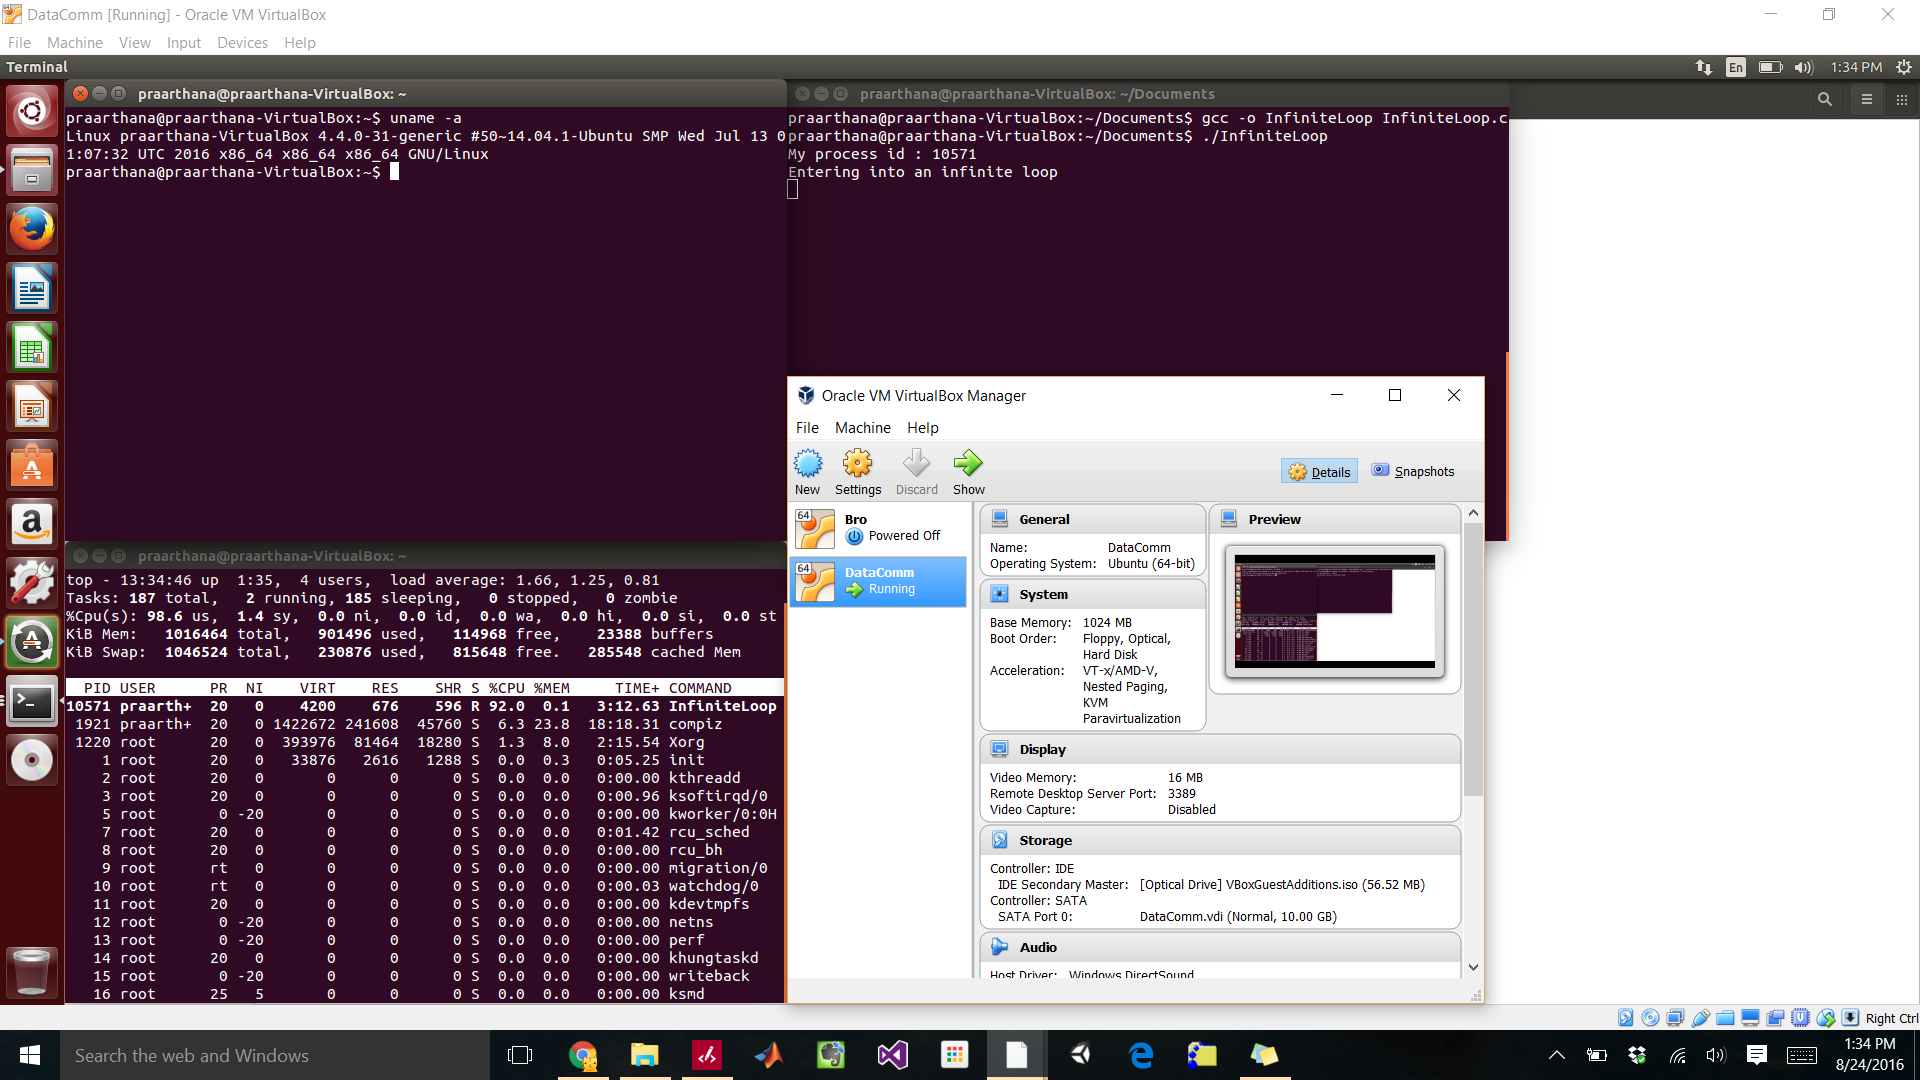 DataComm [Running] - Oracle VM VirtualBox
File Machine View Input Devices Help
Terminal
En
1:34 PM
praarthana@praarthana-VirtualBox: ~
praarthana@praarthana-VirtualBox:~$ uname -a
Linux praarthana-VirtualBox 4.4.0-31-generic #50~14.04.1-Ubuntu SMP Wed Jul 13 0
1:07:32 UTC 2016 x86_64 x86_64 x86_64 GNU/Linux
praarthana@praarthana-VirtualBox:~$
praarthana@praarthana-VirtualBox: ~/Documents
praarthana@praarthana-VirtualBox:~/Documents$ gcc -o InfiniteLoop InfiniteLoop.c
praarthana@praarthana-VirtualBox:~/Documents$ ./InfiniteLoop
My process id : 10571
Entering into an infinite loop
praarthana@praarthana-VirtualBox: ~
top - 13:34:46 up  1:35,  4 users,  load average: 1.66, 1.25, 0.81
Tasks: 187 total,   2 running, 185 sleeping,   0 stopped,   0 zombie
%Cpu(s): 98.6 us,  1.4 sy,  0.0 ni,  0.0 id,  0.0 wa,  0.0 hi,  0.0 si,  0.0 st
KiB Mem:   1016464 total,   901496 used,   114968 free,    23388 buffers
KiB Swap:  1046524 total,   230876 used,   815648 free.   285548 cached Mem
PID USER PR NI VIRT RES SHR S %CPU %MEM TIME+ COMMAND
10571 praarth+ 20 0 4200 676 596 R 92.0 0.1 3:12.63 InfiniteLoop
1921 praarth+ 20 0 1422672 241608 45760 S 6.3 23.8 18:18.31 compiz
1220 root 20 0 393976 81464 18280 S 1.3 8.0 2:15.54 Xorg
1 root 20 0 33876 2616 1288 S 0.0 0.3 0:05.25 init
2 root 20 0 0 0 0 S 0.0 0.0 0:00.00 kthreadd
3 root 20 0 0 0 0 S 0.0 0.0 0:00.96 ksoftirqd/0
5 root 0 -20 0 0 0 S 0.0 0.0 0:00.00 kworker/0:0H
7 root 20 0 0 0 0 S 0.0 0.0 0:01.42 rcu_sched
8 root 20 0 0 0 0 S 0.0 0.0 0:00.00 rcu_bh
9 root rt 0 0 0 0 S 0.0 0.0 0:00.00 migration/0
10 root rt 0 0 0 0 S 0.0 0.0 0:00.03 watchdog/0
11 root 20 0 0 0 0 S 0.0 0.0 0:00.00 kdevtmpfs
12 root 0 -20 0 0 0 S 0.0 0.0 0:00.00 netns
13 root 0 -20 0 0 0 S 0.0 0.0 0:00.00 perf
14 root 20 0 0 0 0 S 0.0 0.0 0:00.00 khungtaskd
15 root 0 -20 0 0 0 S 0.0 0.0 0:00.00 writeback
16 root 25 5 0 0 0 S 0.0 0.0 0:00.00 ksmd
Oracle VM VirtualBox Manager
File Machine Help
New Settings Discard Show
Details Snapshots
64 Bro
Powered Off
64 DataComm
Running
General
Name: DataComm
Operating System: Ubuntu (64-bit)
Preview
System
Base Memory: 1024 MB
Boot Order: Floppy, Optical,
Hard Disk
Acceleration: VT-x/AMD-V,
Nested Paging,
KVM
Paravirtualization
Display
Video Memory: 16 MB
Remote Desktop Server Port: 3389
Video Capture: Disabled
Storage
Controller: IDE
IDE Secondary Master: [Optical Drive] VBoxGuestAdditions.iso (56.52 MB)
Controller: SATA
SATA Port 0: DataComm.vdi (Normal, 10.00 GB)
Audio
Host Driver: Windows DirectSound
Right Ctrl
Search the web and Windows
1:34 PM
8/24/2016